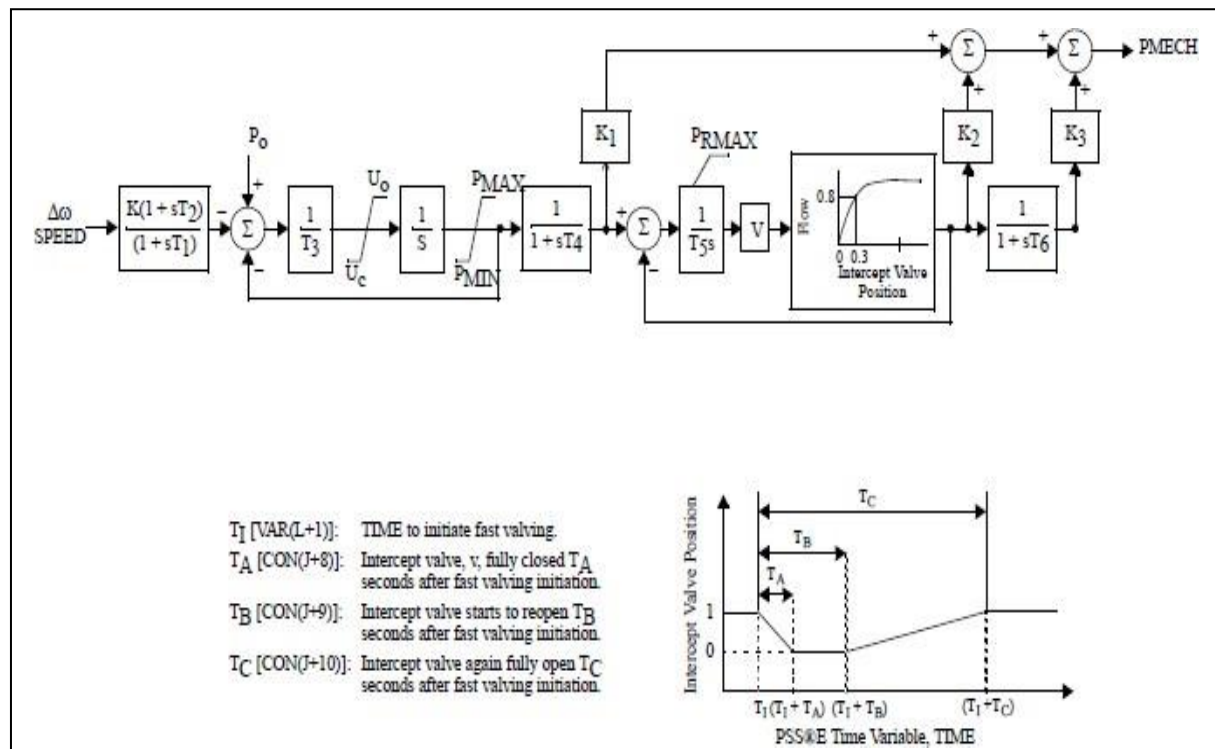 + Σ + Σ PMECH
+ +
K1 PRMAX K2 K3
Po
+ Uo PMAX
Δω
SPEED
K(1 + sT2)
(1 + sT1)
− Σ
−
1
T3
Uc
1
S
PMIN
1
1 + sT4
+ Σ
−
1
T5s
V
Flow
0.8
0 0.3
Intercept Valve
Position
1
1 + sT6
TI [VAR(L+1)]: TIME to initiate fast valving.
TA [CON(J+8)]: Intercept valve, v, fully closed TA
seconds after fast valving initiation.
TB [CON(J+9)]: Intercept valve starts to reopen TB
seconds after fast valving initiation.
TC [CON(J+10)]: Intercept valve again fully open TC
seconds after fast valving initiation.
Intercept Valve Position
TC
TB
TA
1
0
TI (TI + TA) (TI + TB) (TI+TC)
PSS®E Time Variable, TIME